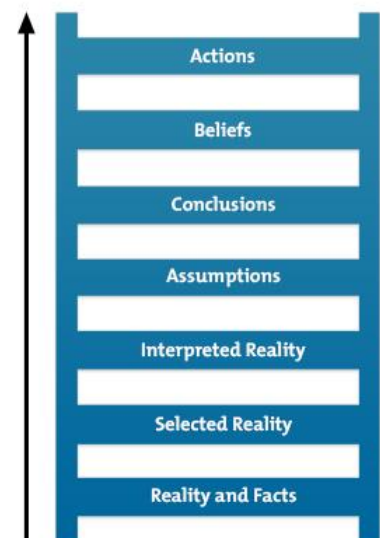 Actions
Beliefs
Conclusions
Assumptions
Interpreted Reality
Selected Reality
Reality and Facts